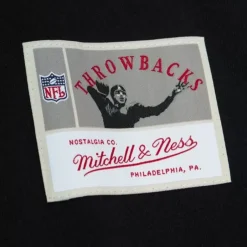 THROWBACKS
NFL
NOSTALGIA CO.
Mitchell & Ness
PHILADELPHIA, PA.